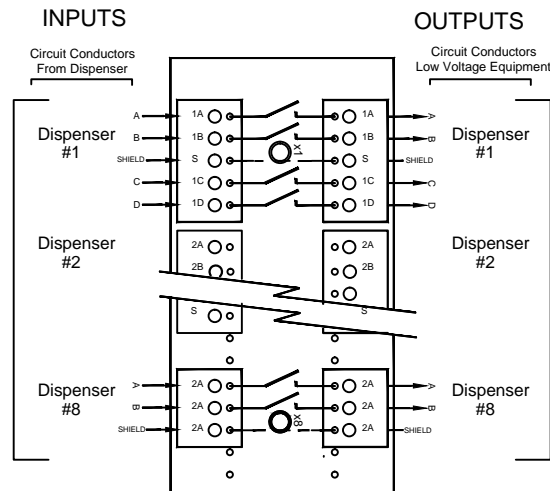 INPUTS
OUTPUTS
Circuit Conductors
From Dispenser
Circuit Conductors
Low Voltage Equipment
Dispenser
#1
A
B
SHIELD
C
D
1A
1B
S
1C
1D
X1
1A
1B
S
1C
1D
A
B
SHIELD
C
D
Dispenser
#1
Dispenser
#2
2A
2B
S
2A
2B
S
Dispenser
#2
Dispenser
#8
A
B
SHIELD
2A
2A
2A
X8
2A
2A
2A
A
B
SHIELD
Dispenser
#8